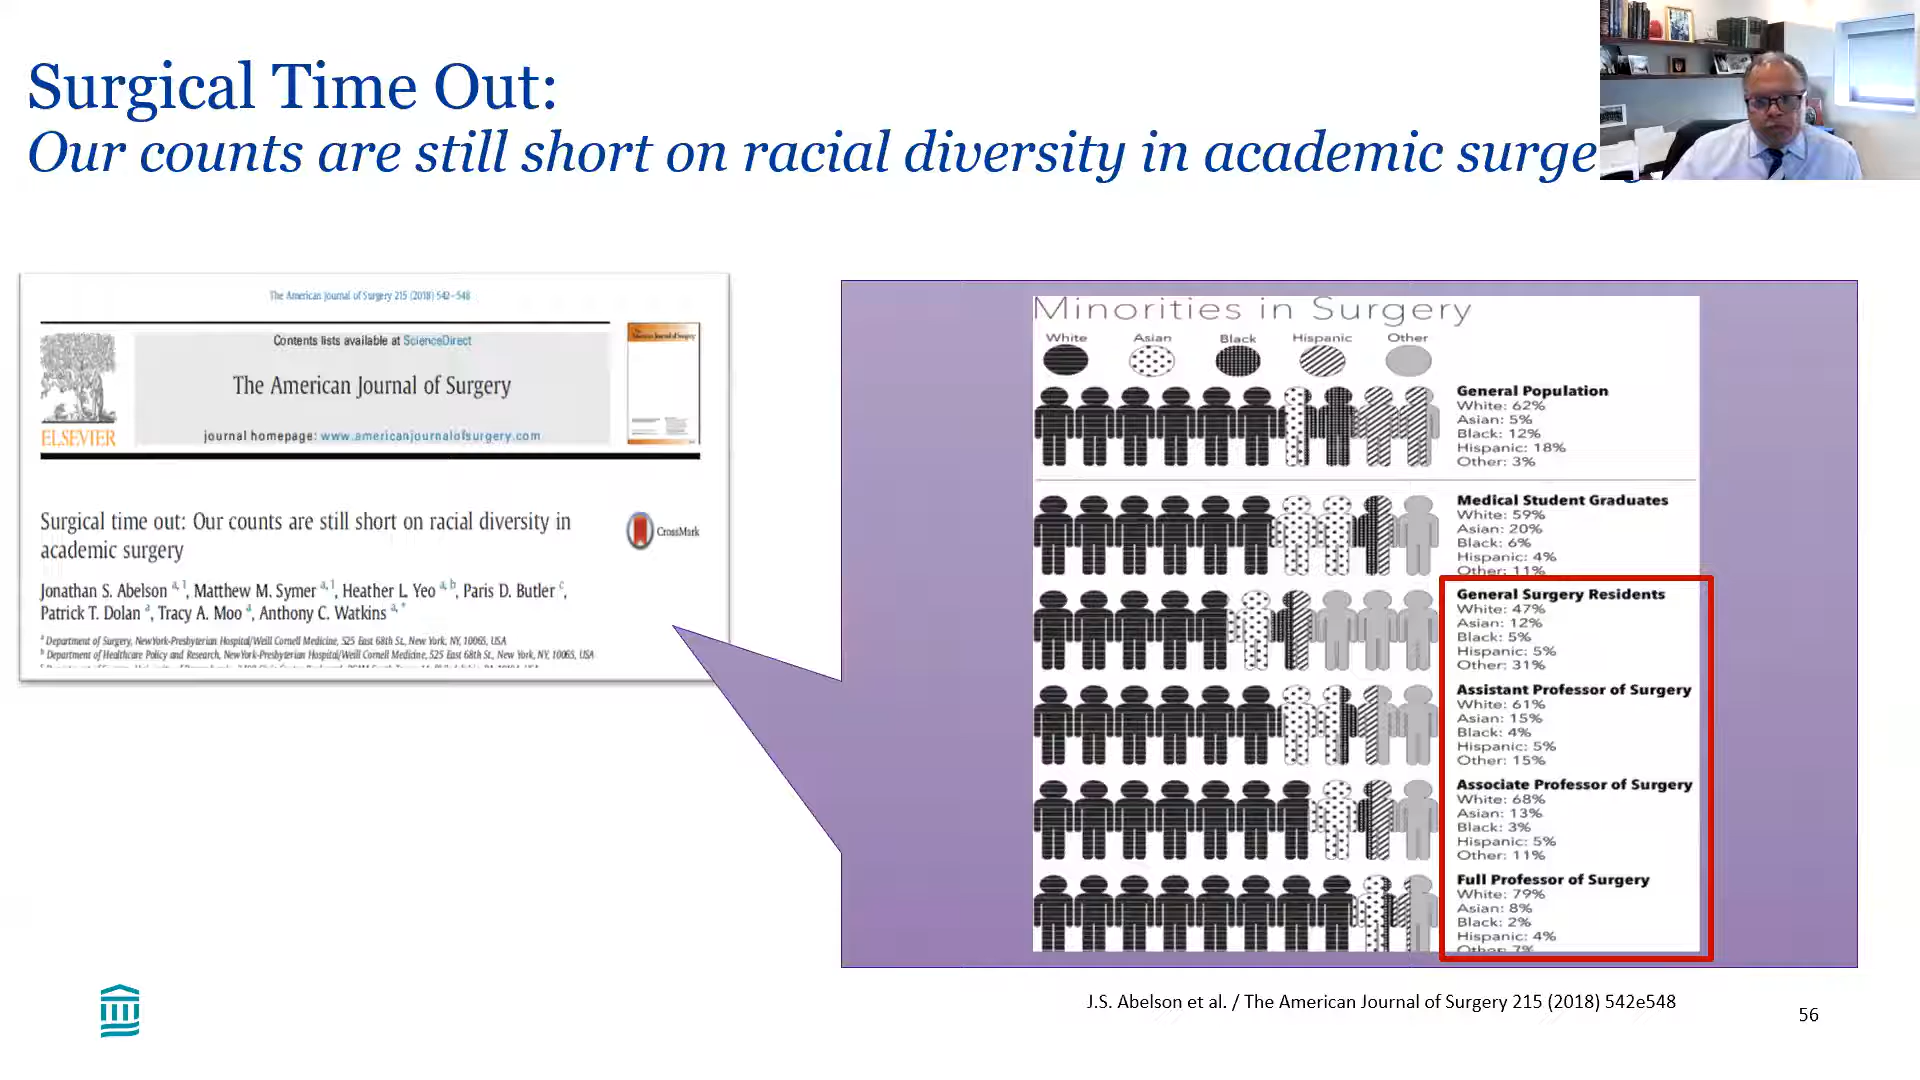 Surgical Time Out:
Our counts are still short on racial diversity in academic surge
The American Journal of Surgery 215 (2018) 542–548
Contents lists available at ScienceDirect
The American Journal of Surgery
journal homepage: www.americanjournalofsurgery.com
ELSEVIER
Surgical time out: Our counts are still short on racial diversity in
academic surgery
CrossMark
Jonathan S. Abelson a, 1, Matthew M. Symer a, 1, Heather L. Yeo a, b, Paris D. Butler c,
Patrick T. Dolan a, Tracy A. Moo a, Anthony C. Watkins a, *
a Department of Surgery, NewYork-Presbyterian Hospital/Weill Cornell Medicine, 525 East 68th St., New York, NY, 10065, USA
b Department of Healthcare Policy and Research, NewYork-Presbyterian Hospital/Weill Cornell Medicine, 525 East 68th St., New York, NY, 10065, USA
Minorities in Surgery
White Asian Black Hispanic Other
General Population
White: 62%
Asian: 5%
Black: 12%
Hispanic: 18%
Other: 3%
Medical Student Graduates
White: 59%
Asian: 20%
Black: 6%
Hispanic: 4%
Other: 11%
General Surgery Residents
White: 47%
Asian: 12%
Black: 5%
Hispanic: 5%
Other: 31%
Assistant Professor of Surgery
White: 61%
Asian: 15%
Black: 4%
Hispanic: 5%
Other: 15%
Associate Professor of Surgery
White: 68%
Asian: 13%
Black: 3%
Hispanic: 5%
Other: 11%
Full Professor of Surgery
White: 79%
Asian: 8%
Black: 2%
Hispanic: 4%
Other: 7%
J.S. Abelson et al. / The American Journal of Surgery 215 (2018) 542e548
56